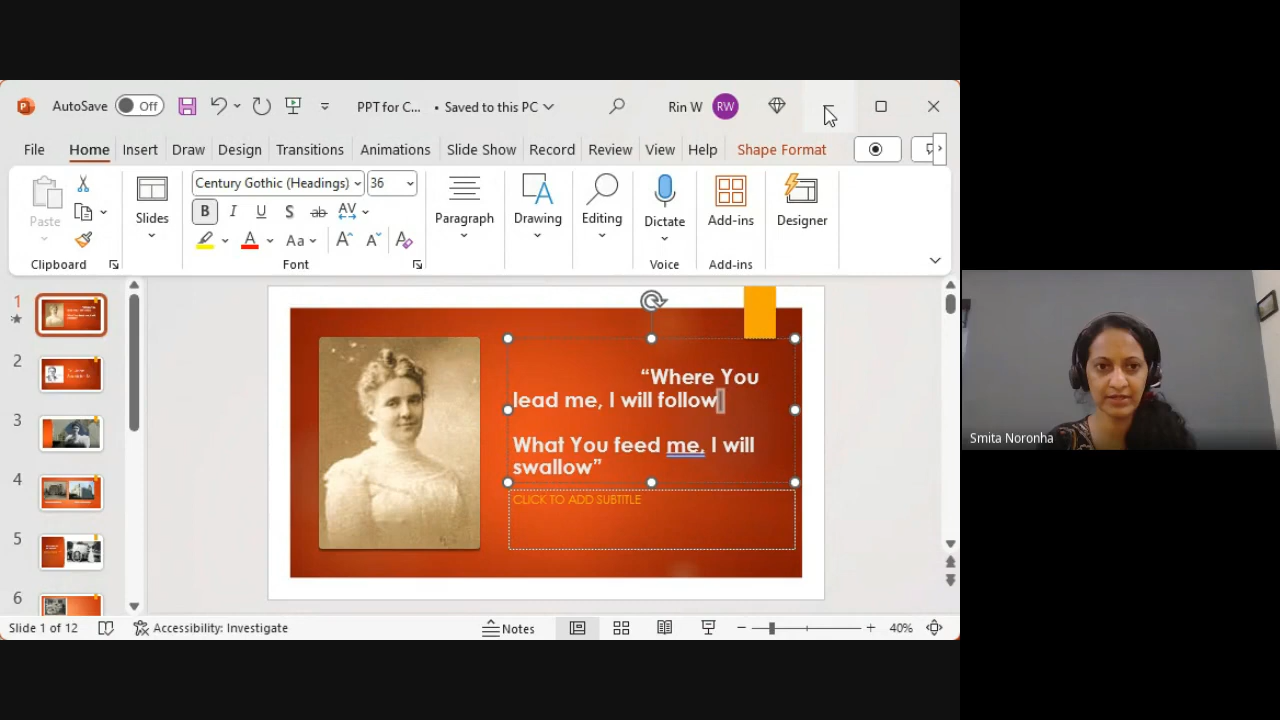 AutoSave Off PPT for C... • Saved to this PC Rin W RW
File Home Insert Draw Design Transitions Animations Slide Show Record Review View Help Shape Format
Century Gothic (Headings) 36
Paste Slides Paragraph Drawing Editing Dictate Add-ins Designer
Clipboard Font Voice Add-ins
1
2
3
4
5
6
“Where You
lead me, I will follow
What You feed me, I will
swallow”
CLICK TO ADD SUBTITLE
Slide 1 of 12 Accessibility: Investigate Notes 40%
Smita Noronha